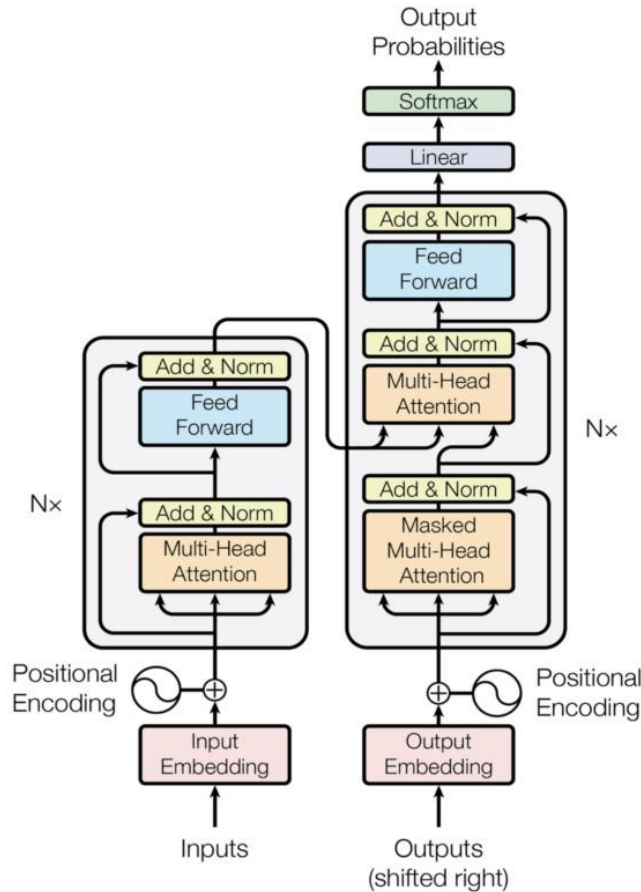 Output
Probabilities
Softmax
Linear
Add & Norm
Feed
Forward
Add & Norm
Multi-Head
Attention
Nx
Add & Norm
Masked
Multi-Head
Attention
Add & Norm
Feed
Forward
Nx
Add & Norm
Multi-Head
Attention
Positional
Encoding
Positional
Encoding
Input
Embedding
Output
Embedding
Inputs
Outputs
(shifted right)